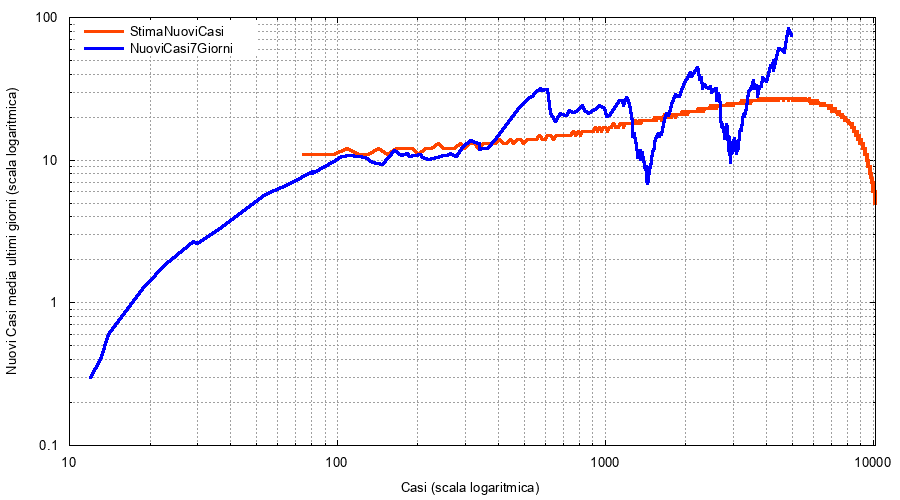 100
StimaNuoviCasi
NuoviCasi7Giorni
10
1
0.1
Nuovi Casi media ultimi giorni (scala logaritmica)
10
100
1000
10000
Casi (scala logaritmica)